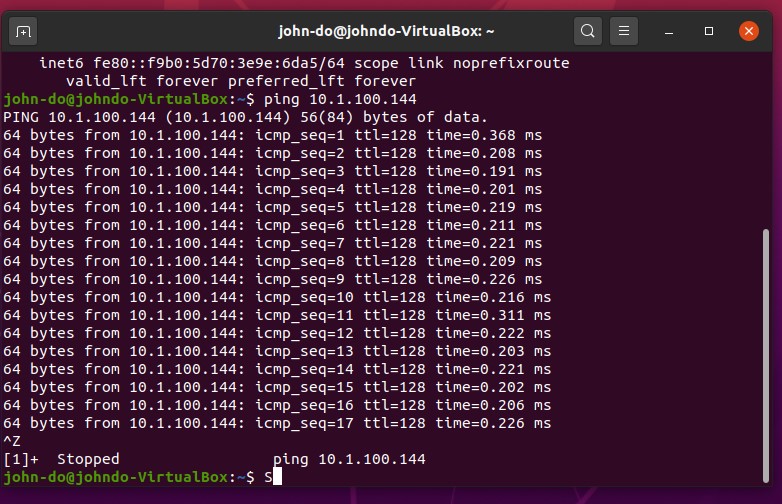 john-do@johndo-VirtualBox: ~
inet6 fe80::f9b0:5d70:3e9e:6da5/64 scope link noprefixroute
valid_lft forever preferred_lft forever
john-do@johndo-VirtualBox:~$ ping 10.1.100.144
PING 10.1.100.144 (10.1.100.144) 56(84) bytes of data.
64 bytes from 10.1.100.144: icmp_seq=1 ttl=128 time=0.368 ms
64 bytes from 10.1.100.144: icmp_seq=2 ttl=128 time=0.208 ms
64 bytes from 10.1.100.144: icmp_seq=3 ttl=128 time=0.191 ms
64 bytes from 10.1.100.144: icmp_seq=4 ttl=128 time=0.201 ms
64 bytes from 10.1.100.144: icmp_seq=5 ttl=128 time=0.219 ms
64 bytes from 10.1.100.144: icmp_seq=6 ttl=128 time=0.211 ms
64 bytes from 10.1.100.144: icmp_seq=7 ttl=128 time=0.221 ms
64 bytes from 10.1.100.144: icmp_seq=8 ttl=128 time=0.209 ms
64 bytes from 10.1.100.144: icmp_seq=9 ttl=128 time=0.226 ms
64 bytes from 10.1.100.144: icmp_seq=10 ttl=128 time=0.216 ms
64 bytes from 10.1.100.144: icmp_seq=11 ttl=128 time=0.311 ms
64 bytes from 10.1.100.144: icmp_seq=12 ttl=128 time=0.222 ms
64 bytes from 10.1.100.144: icmp_seq=13 ttl=128 time=0.203 ms
64 bytes from 10.1.100.144: icmp_seq=14 ttl=128 time=0.221 ms
64 bytes from 10.1.100.144: icmp_seq=15 ttl=128 time=0.202 ms
64 bytes from 10.1.100.144: icmp_seq=16 ttl=128 time=0.206 ms
64 bytes from 10.1.100.144: icmp_seq=17 ttl=128 time=0.226 ms
^Z
[1]+  Stopped                 ping 10.1.100.144
john-do@johndo-VirtualBox:~$ S